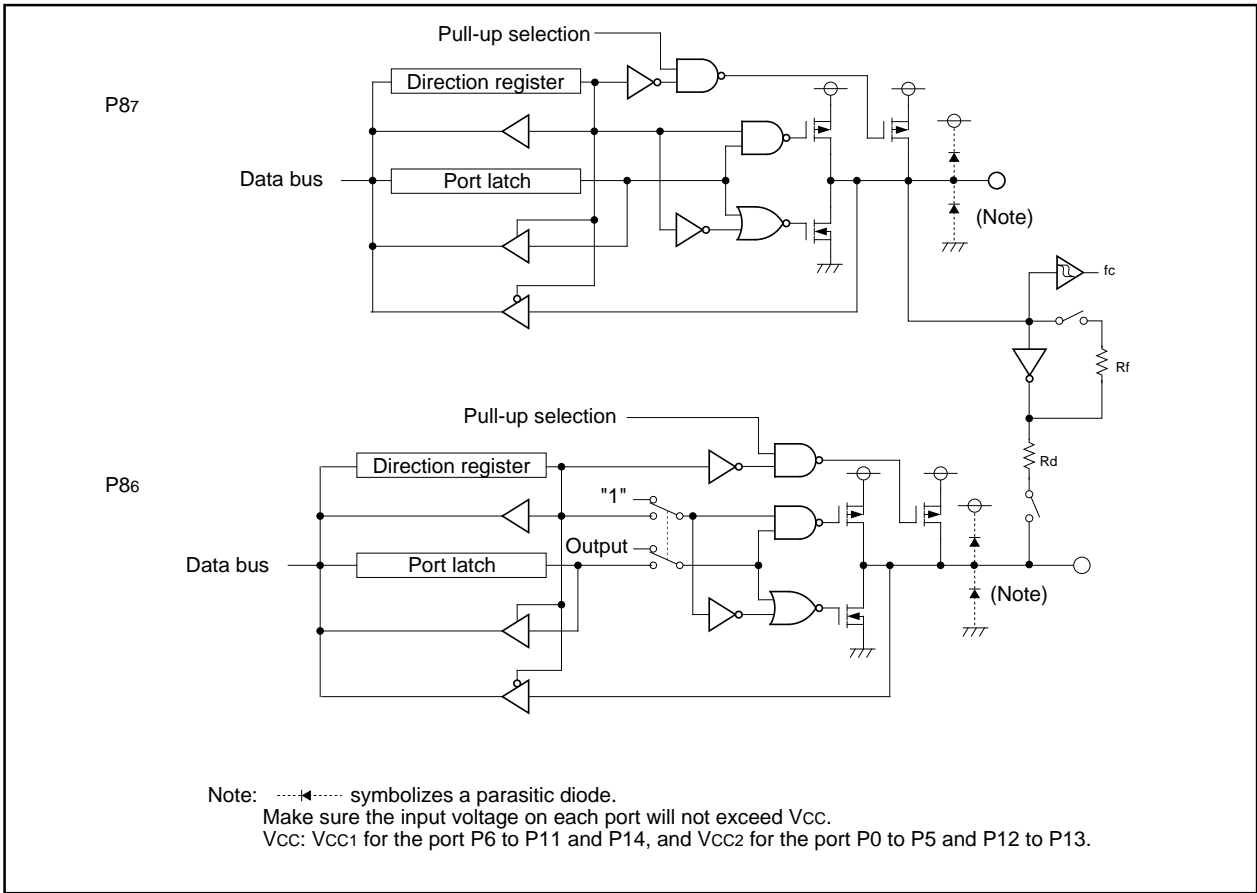 Pull-up selection
Direction register
P87
Data bus
Port latch
(Note)
fc
Rf
Pull-up selection
Direction register
Rd
P86
"1"
Output
Data bus
Port latch
(Note)
Note: symbolizes a parasitic diode.
Make sure the input voltage on each port will not exceed VCC.
VCC: VCC1 for the port P6 to P11 and P14, and VCC2 for the port P0 to P5 and P12 to P13.